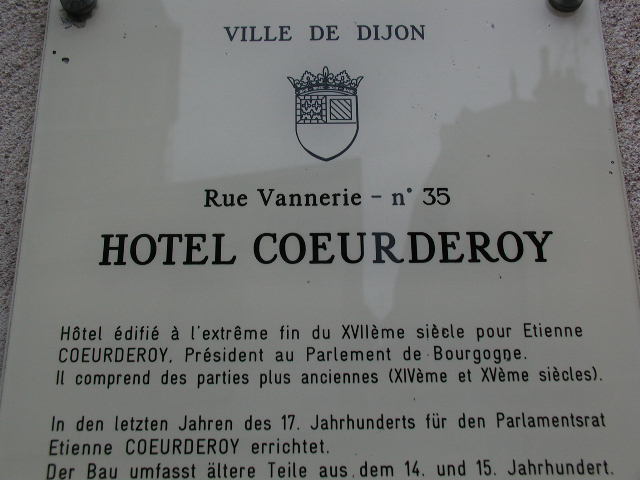 VILLE DE DIJON
Rue Vannerie - n° 35
HOTEL COEURDEROY
Hôtel édifié à l'extrême fin du XVIIème siècle pour Etienne
COEURDEROY, Président au Parlement de Bourgogne.
Il comprend des parties plus anciennes (XIVème et XVème siècles).
In den letzten Jahren des 17. Jahrhunderts für den Parlamentsrat
Etienne COEURDEROY errichtet.
Der Bau umfasst ältere Teile aus dem 14. und 15. Jahrhundert.